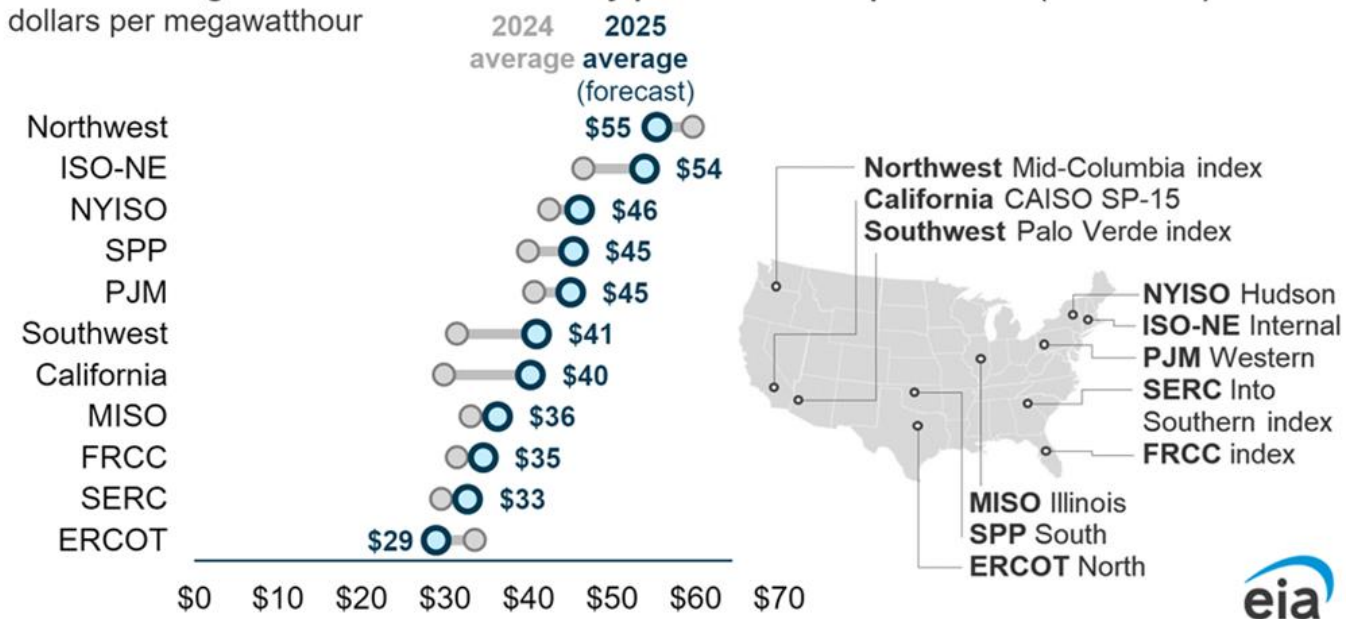 dollars per megawatthour
2024
average
2025
average
(forecast)
Northwest
$55
ISO-NE
$54
NYISO
$46
SPP
$45
PJM
$45
Southwest
$41
California
$40
MISO
$36
FRCC
$35
SERC
$33
ERCOT
$29
$0 $10 $20 $30 $40 $50 $60 $70
Northwest Mid-Columbia index
California CAISO SP-15
Southwest Palo Verde index
NYISO Hudson
ISO-NE Internal
PJM Western
SERC Into
Southern index
FRCC index
MISO Illinois
SPP South
ERCOT North
eia